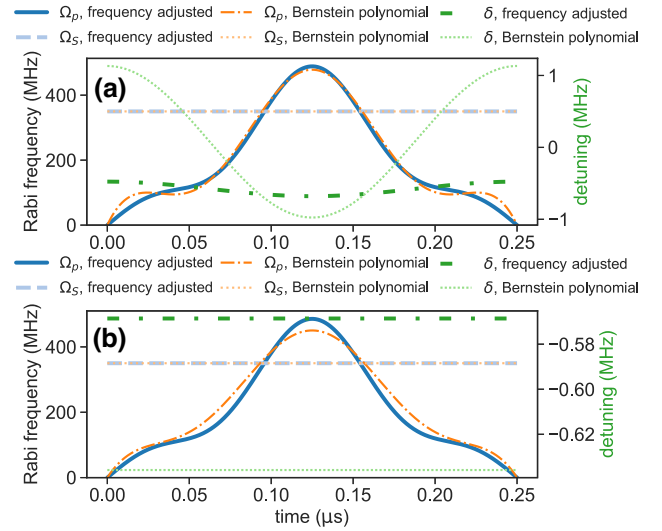 Ωₚ, frequency adjusted Ωₚ, Bernstein polynomial δ, frequency adjusted
Ω_S, frequency adjusted Ω_S, Bernstein polynomial δ, Bernstein polynomial
(a)
Rabi frequency (MHz)
400
200
0
1
0
−1
detuning (MHz)
0.00 0.05 0.10 0.15 0.20 0.25
Ωₚ, frequency adjusted Ωₚ, Bernstein polynomial δ, frequency adjusted
Ω_S, frequency adjusted Ω_S, Bernstein polynomial δ, Bernstein polynomial
(b)
Rabi frequency (MHz)
400
200
0
−0.58
−0.60
−0.62
detuning (MHz)
0.00 0.05 0.10 0.15 0.20 0.25
time (μs)